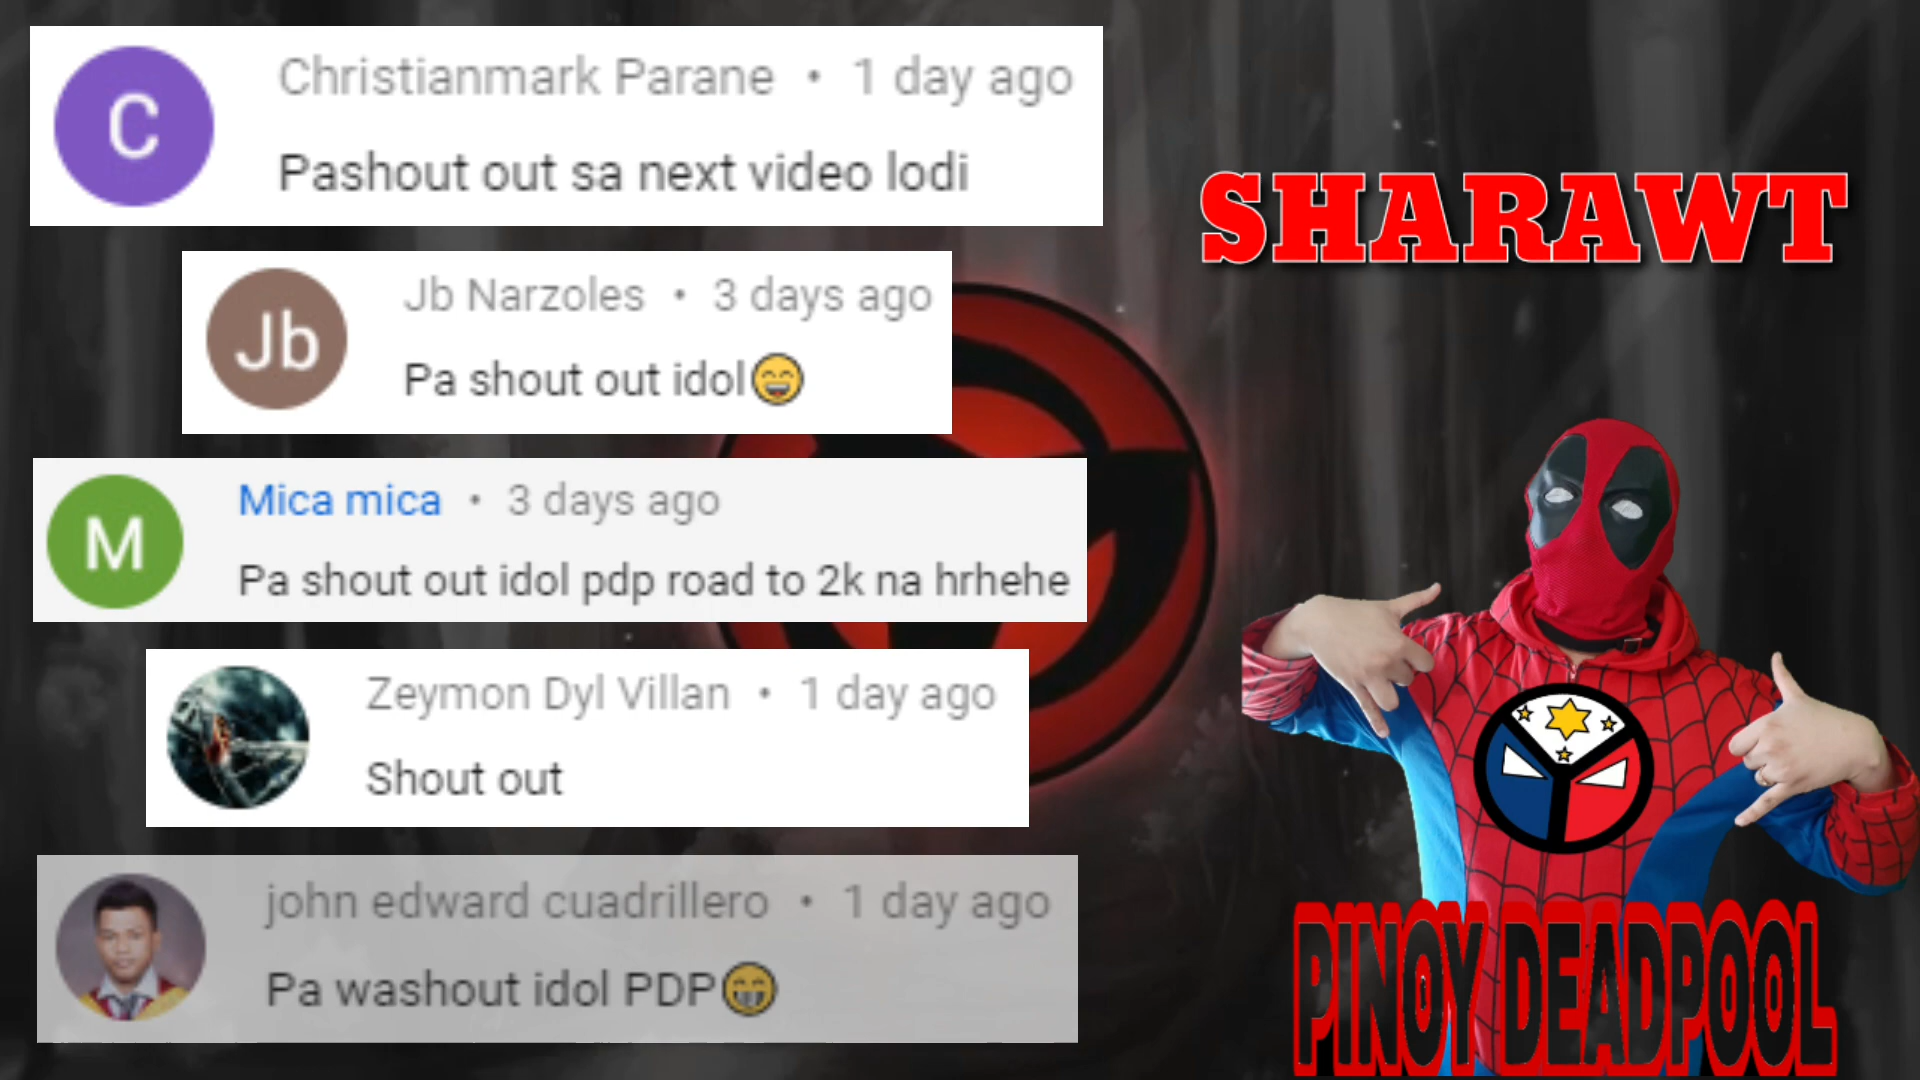 C
Christianmark Parane • 1 day ago
Pashout out sa next video lodi
SHARAWT
Jb
Jb Narzoles • 3 days ago
Pa shout out idol😄
M
Mica mica • 3 days ago
Pa shout out idol pdp road to 2k na hrhehe
Zeymon Dyl Villan • 1 day ago
Shout out
john edward cuadrillero • 1 day ago
Pa washout idol PDP😁
PINOY DEADPOOL